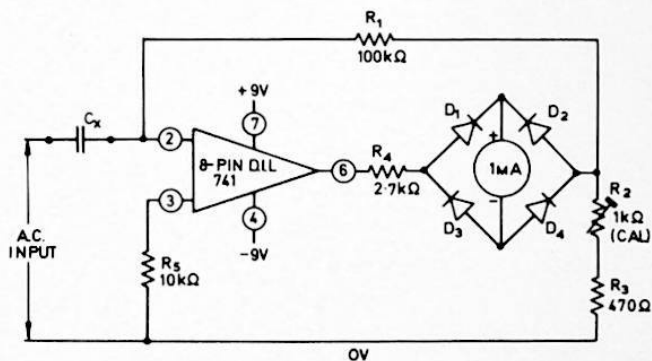 R1
100kΩ
+9V
Cx
2
7
8-PIN D.I.L
741
6
3
4
-9V
R4
2·7kΩ
D1
D2
+
1MA
-
D3
D4
R2
1kΩ
(CAL)
A.C.
INPUT
R5
10kΩ
R3
470Ω
0V